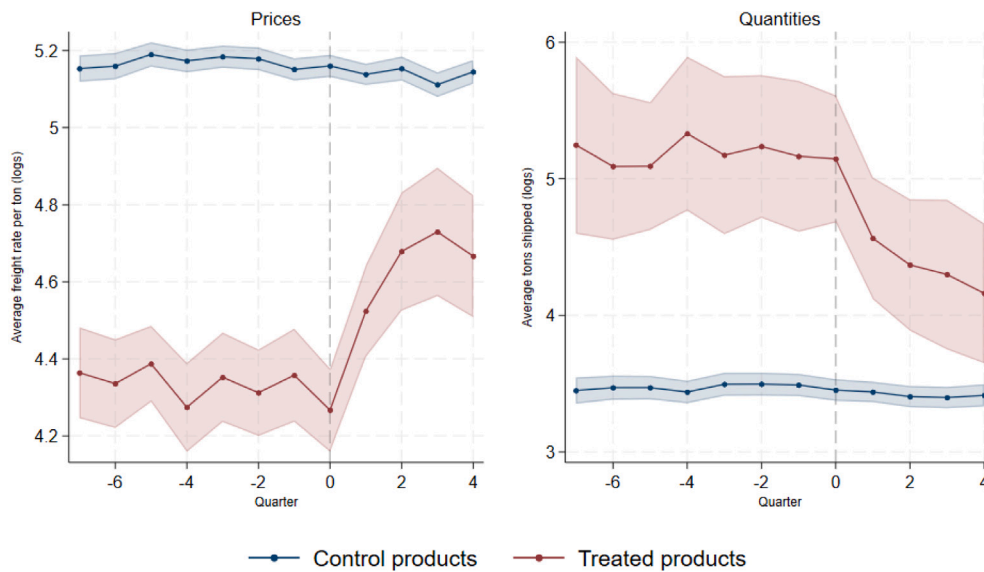 Prices
Average freight rate per ton (logs)
5.2
5
4.8
4.6
4.4
4.2
-6
-4
-2
0
2
4
Quarter
Quantities
Average tons shipped (logs)
6
5
4
3
-6
-4
-2
0
2
4
Quarter
Control products
Treated products